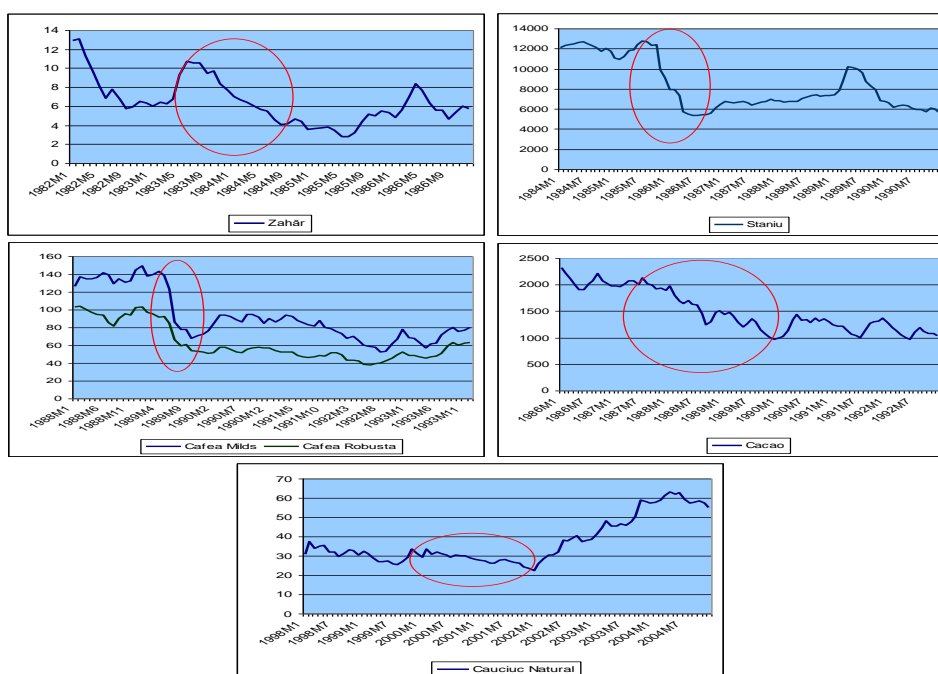 14
12
10
8
6
4
2
0
1982M1
1982M5
1982M9
1983M1
1983M5
1983M9
1984M1
1984M5
1984M9
1985M1
1985M5
1985M9
1986M1
1986M5
1986M9
Zahăr
14000
12000
10000
8000
6000
4000
2000
0
1984M1
1984M7
1985M1
1985M7
1986M1
1986M7
1987M1
1987M7
1988M1
1988M7
1989M1
1989M7
1990M1
1990M7
Staniu
160
140
120
100
80
60
40
20
0
1988M1
1988M6
1988M11
1989M4
1989M9
1990M2
1990M7
1990M12
1991M5
1991M10
1992M3
1992M8
1993M1
1993M6
1993M11
Cafea Milds Cafea Robusta
2500
2000
1500
1000
500
0
1986M1
1986M7
1987M1
1987M7
1988M1
1988M7
1989M1
1989M7
1990M1
1990M7
1991M1
1991M7
1992M1
1992M7
Cacao
70
60
50
40
30
20
10
0
1998M1
1998M7
1999M1
1999M7
2000M1
2000M7
2001M1
2001M7
2002M1
2002M7
2003M1
2003M7
2004M1
2004M7
Cauciuc Natural